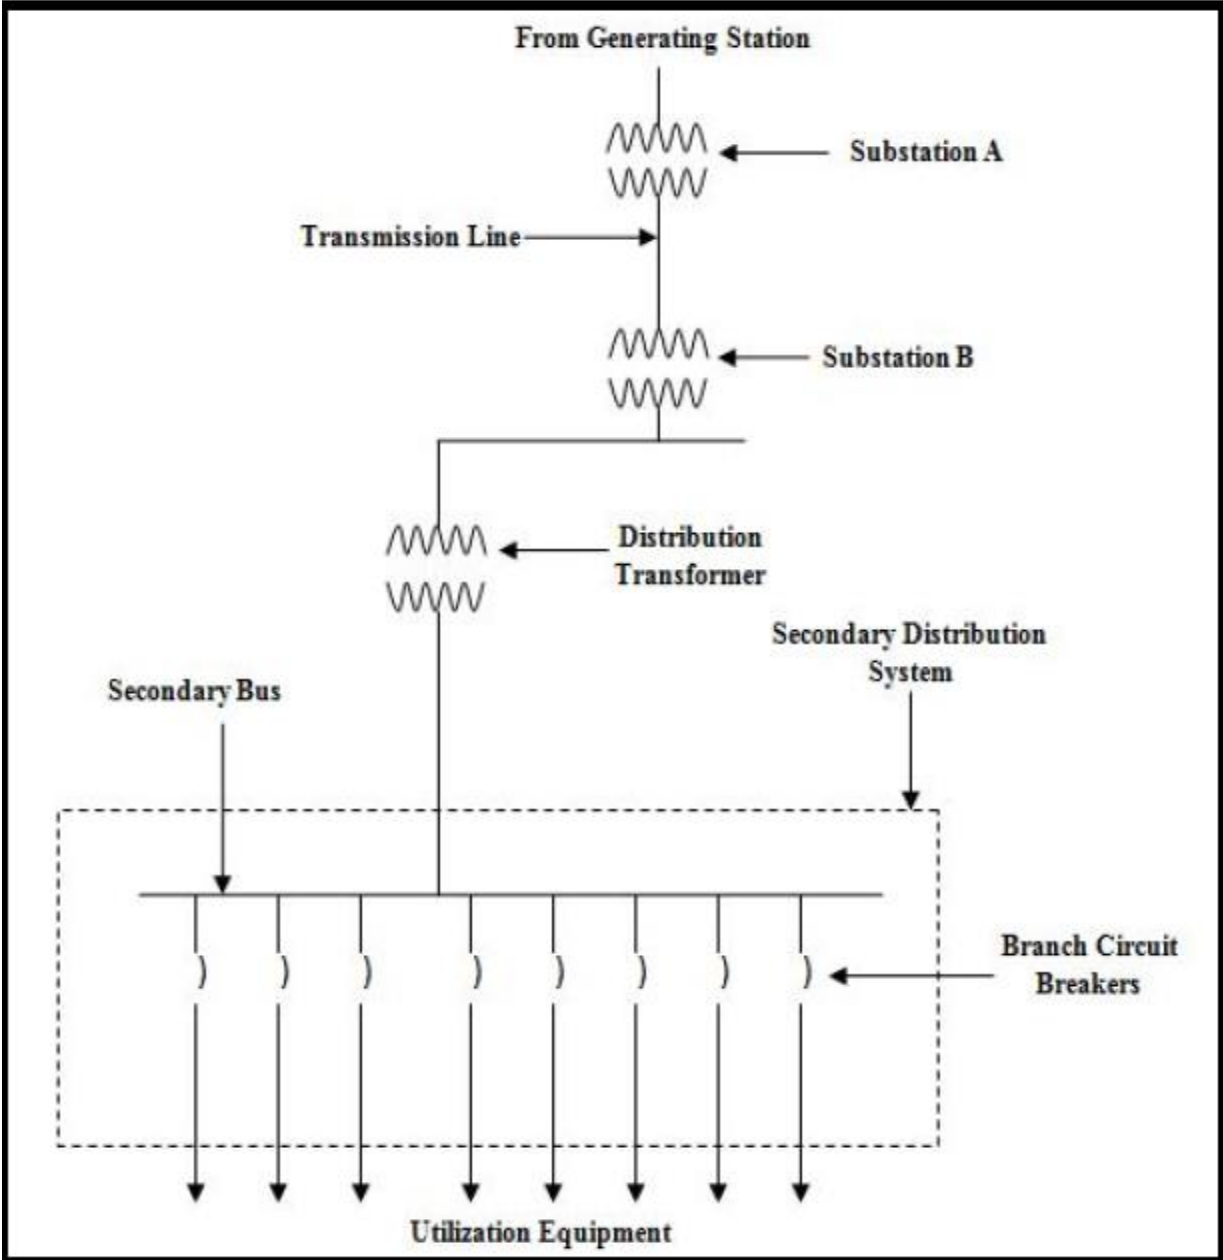 From Generating Station
Substation A
Transmission Line
Substation B
Distribution
Transformer
Secondary Distribution
System
Secondary Bus
Branch Circuit
Breakers
Utilization Equipment